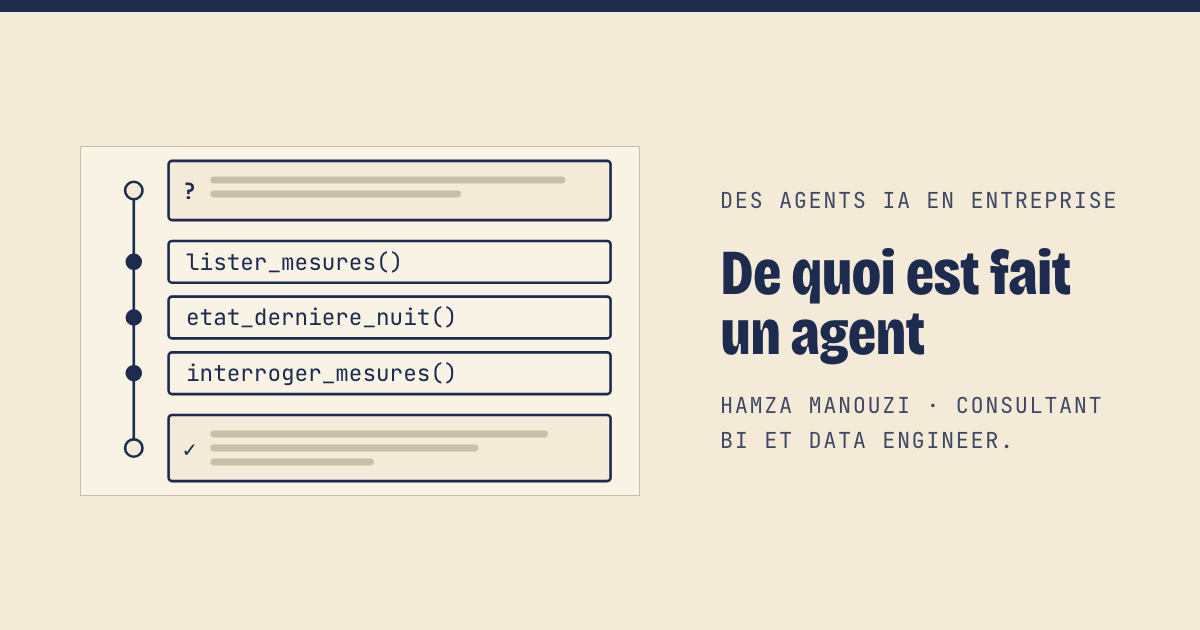 ?
lister_mesures()
etat_derniere_nuit()
interroger_mesures()
✓
DES AGENTS IA EN ENTREPRISE
De quoi est fait
un agent
HAMZA MANOUZI · CONSULTANT
BI ET DATA ENGINEER.